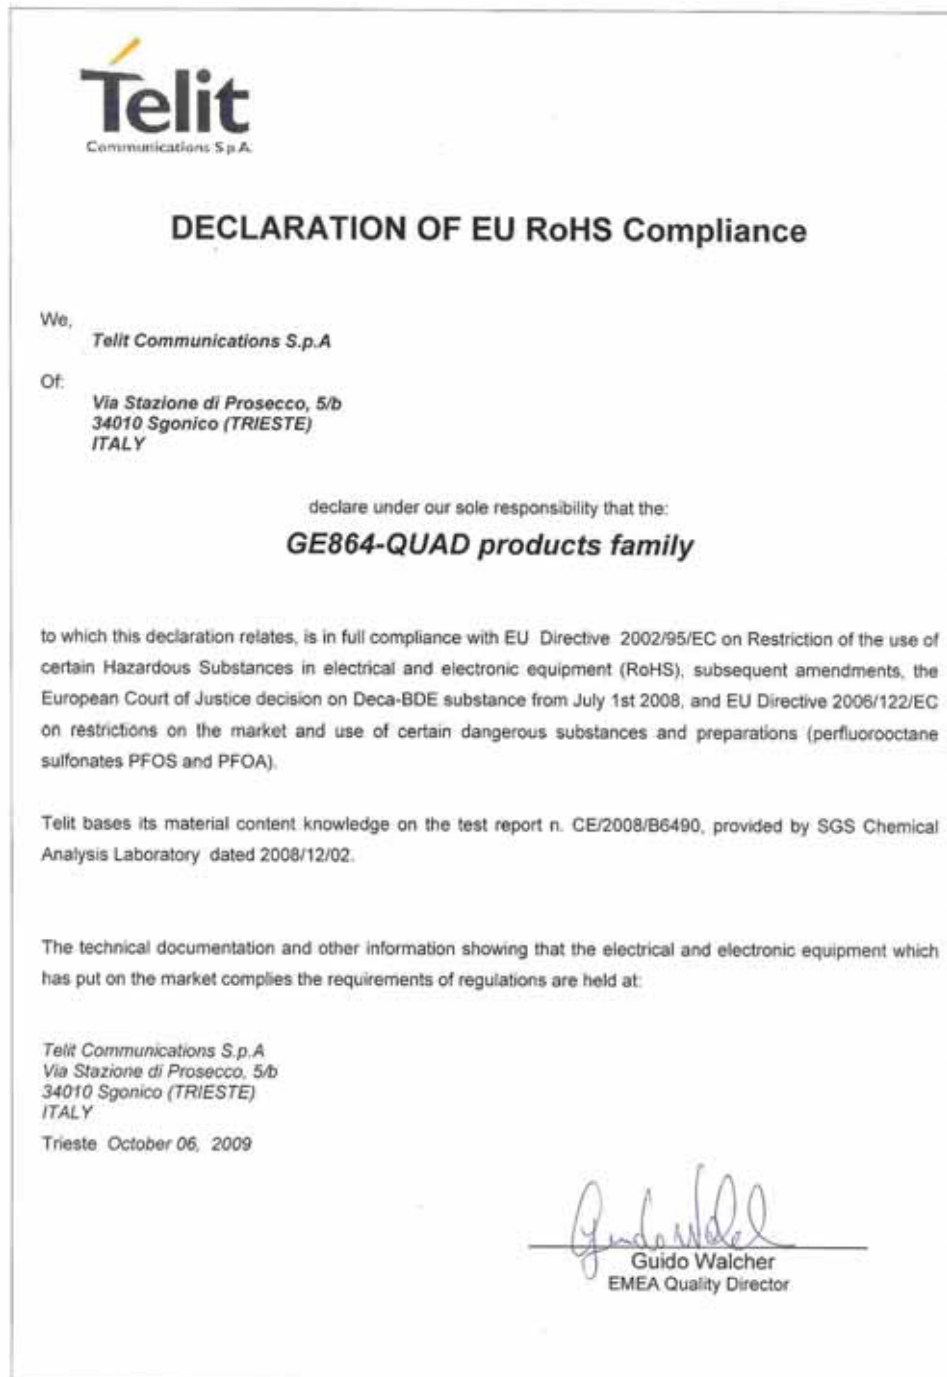 Telit
Communications S.p.A.
DECLARATION OF EU RoHS Compliance
We,
Telit Communications S.p.A
Of:
Via Stazione di Prosecco, 5/b
34010 Sgonico (TRIESTE)
ITALY
declare under our sole responsibility that the:
GE864-QUAD products family
to which this declaration relates, is in full compliance with EU Directive 2002/95/EC on Restriction of the use of
certain Hazardous Substances in electrical and electronic equipment (RoHS), subsequent amendments, the
European Court of Justice decision on Deca-BDE substance from July 1st 2008, and EU Directive 2006/122/EC
on restrictions on the market and use of certain dangerous substances and preparations (perfluorooctane
sulfonates PFOS and PFOA).
Telit bases its material content knowledge on the test report n. CE/2008/B6490, provided by SGS Chemical
Analysis Laboratory dated 2008/12/02.
The technical documentation and other information showing that the electrical and electronic equipment which
has put on the market complies the requirements of regulations are held at:
Telit Communications S.p.A
Via Stazione di Prosecco, 5/b
34010 Sgonico (TRIESTE)
ITALY
Trieste October 06, 2009
Guido Walcher
EMEA Quality Director